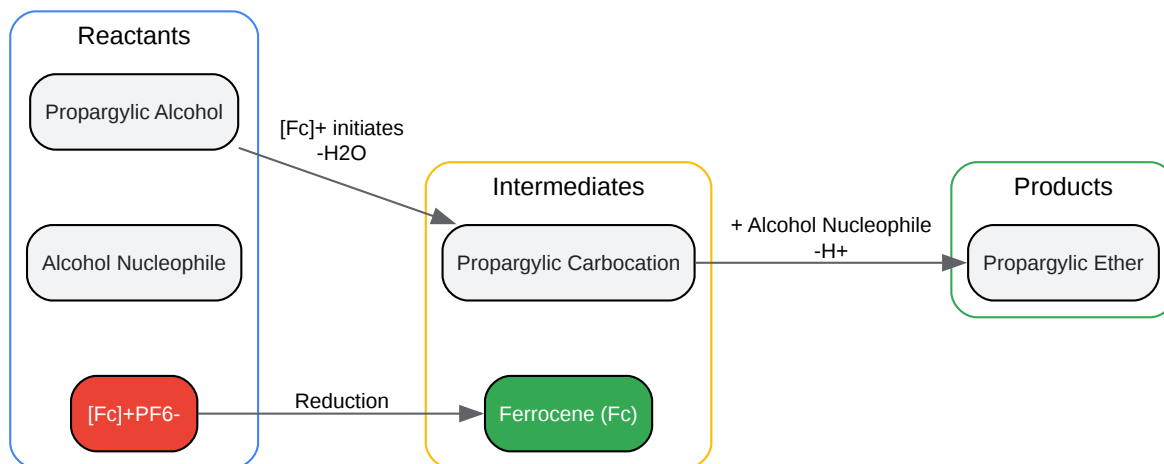 Reactants
Propargylic Alcohol
[Fc]+ initiates
-H2O
Alcohol Nucleophile
[Fc]+PF6-
Reduction
Intermediates
Propargylic Carbocation
Ferrocene (Fc)
+ Alcohol Nucleophile
-H+
Products
Propargylic Ether